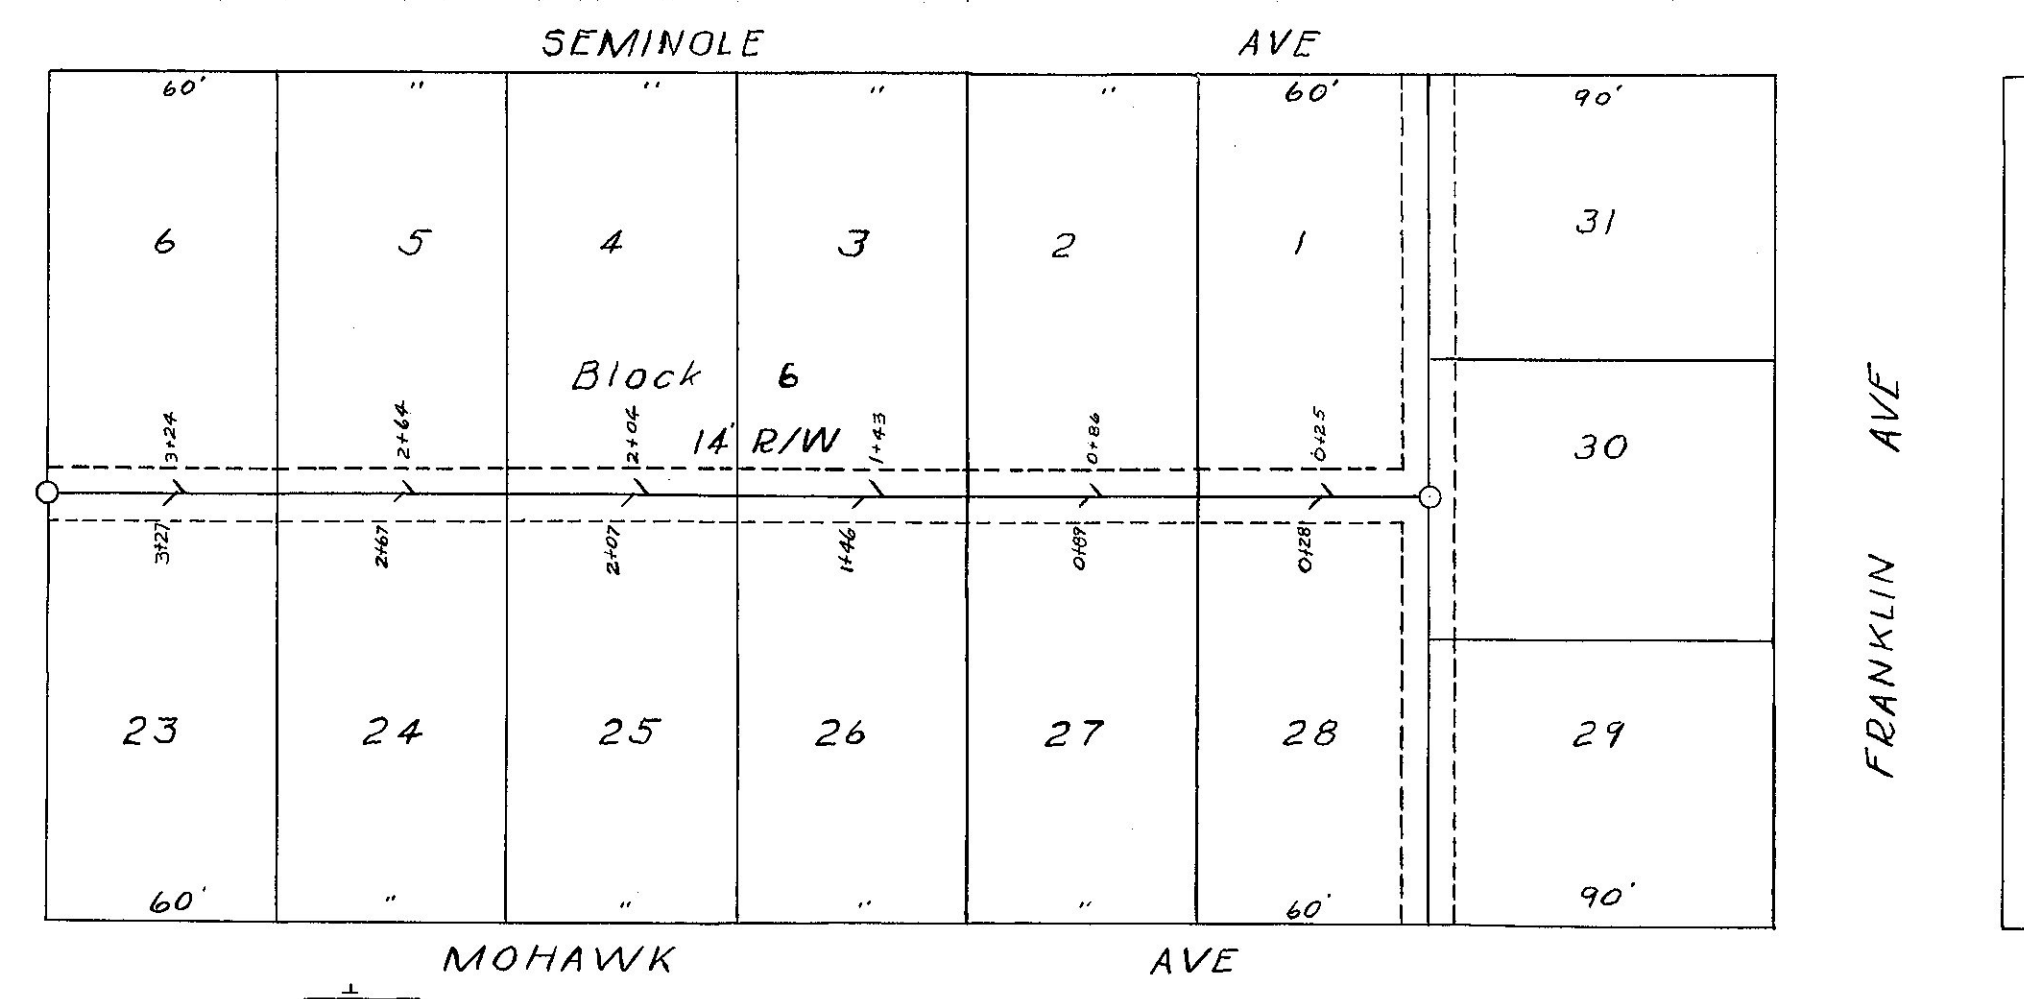 SEMINOLE AVE
60' " " " " 60' 90'
6 5 4 3 2 1 31
Block 6
3+24 2+64 2+04 14' R/W 1+43 0+86 0+25 30
3+27 2+67 2+07 1+46 0+89 0+28
23 24 25 26 27 28 29
60' " " " " 60' 90'
MOHAWK AVE
FRANKLIN AVE